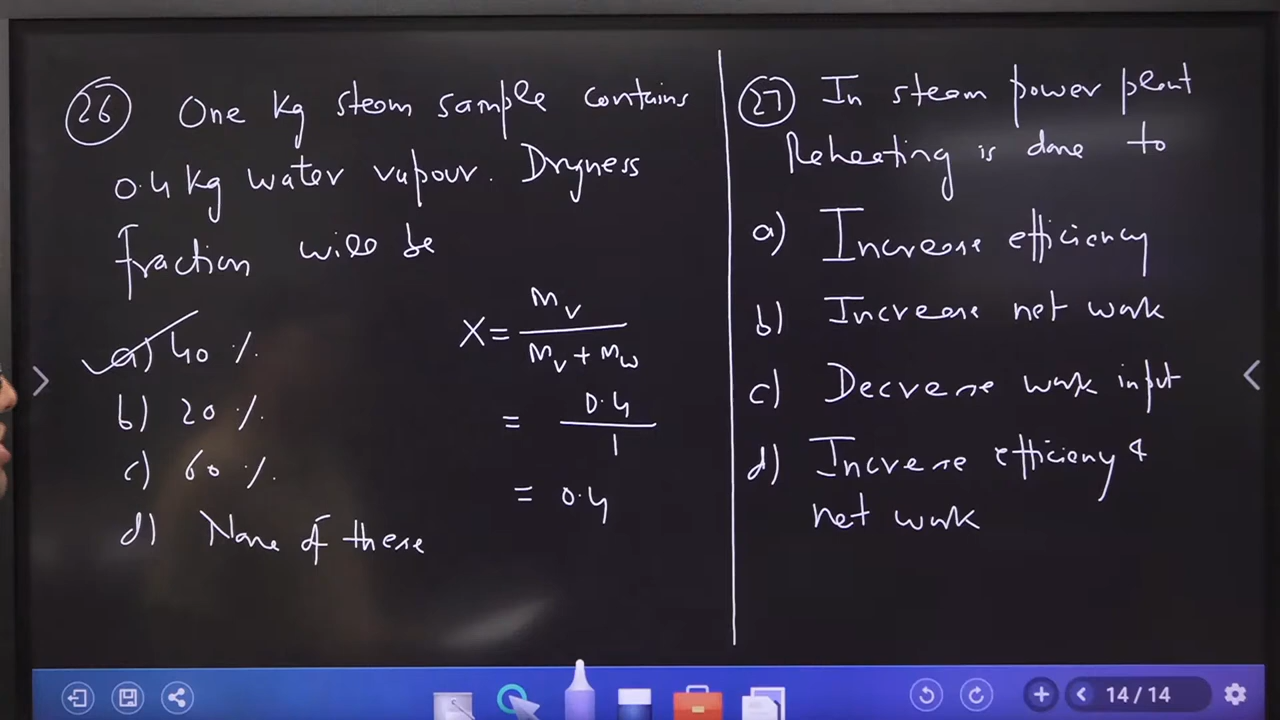 26 One kg steam sample contains
0.4 kg water vapour. Dryness
fraction will be
a) 40 %.
b) 20 %.
c) 60 %.
d) None of these
X = mv / mv + mw
= 0.4 / 1
= 0.4
27 In steam power plant
Reheating is done to
a) Increase efficiency
b) Increase net work
c) Decrease work input
d) Increase efficieny &
net work
14 / 14